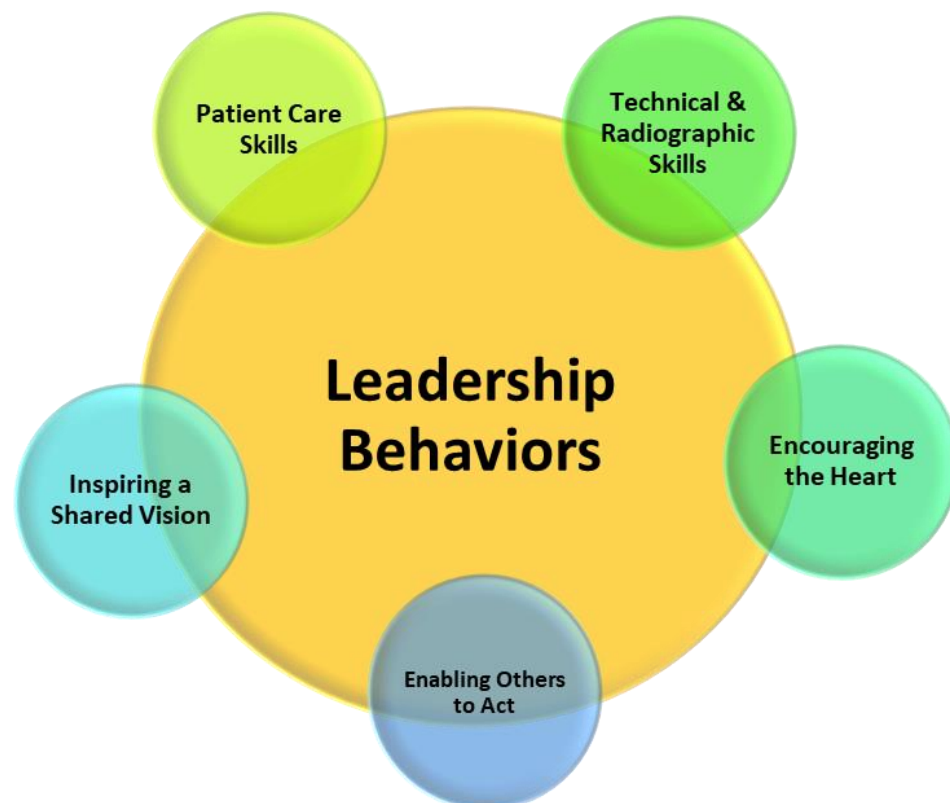 Patient Care
Skills
Technical &
Radiographic
Skills
Leadership
Behaviors
Encouraging
the Heart
Inspiring a
Shared Vision
Enabling Others
to Act